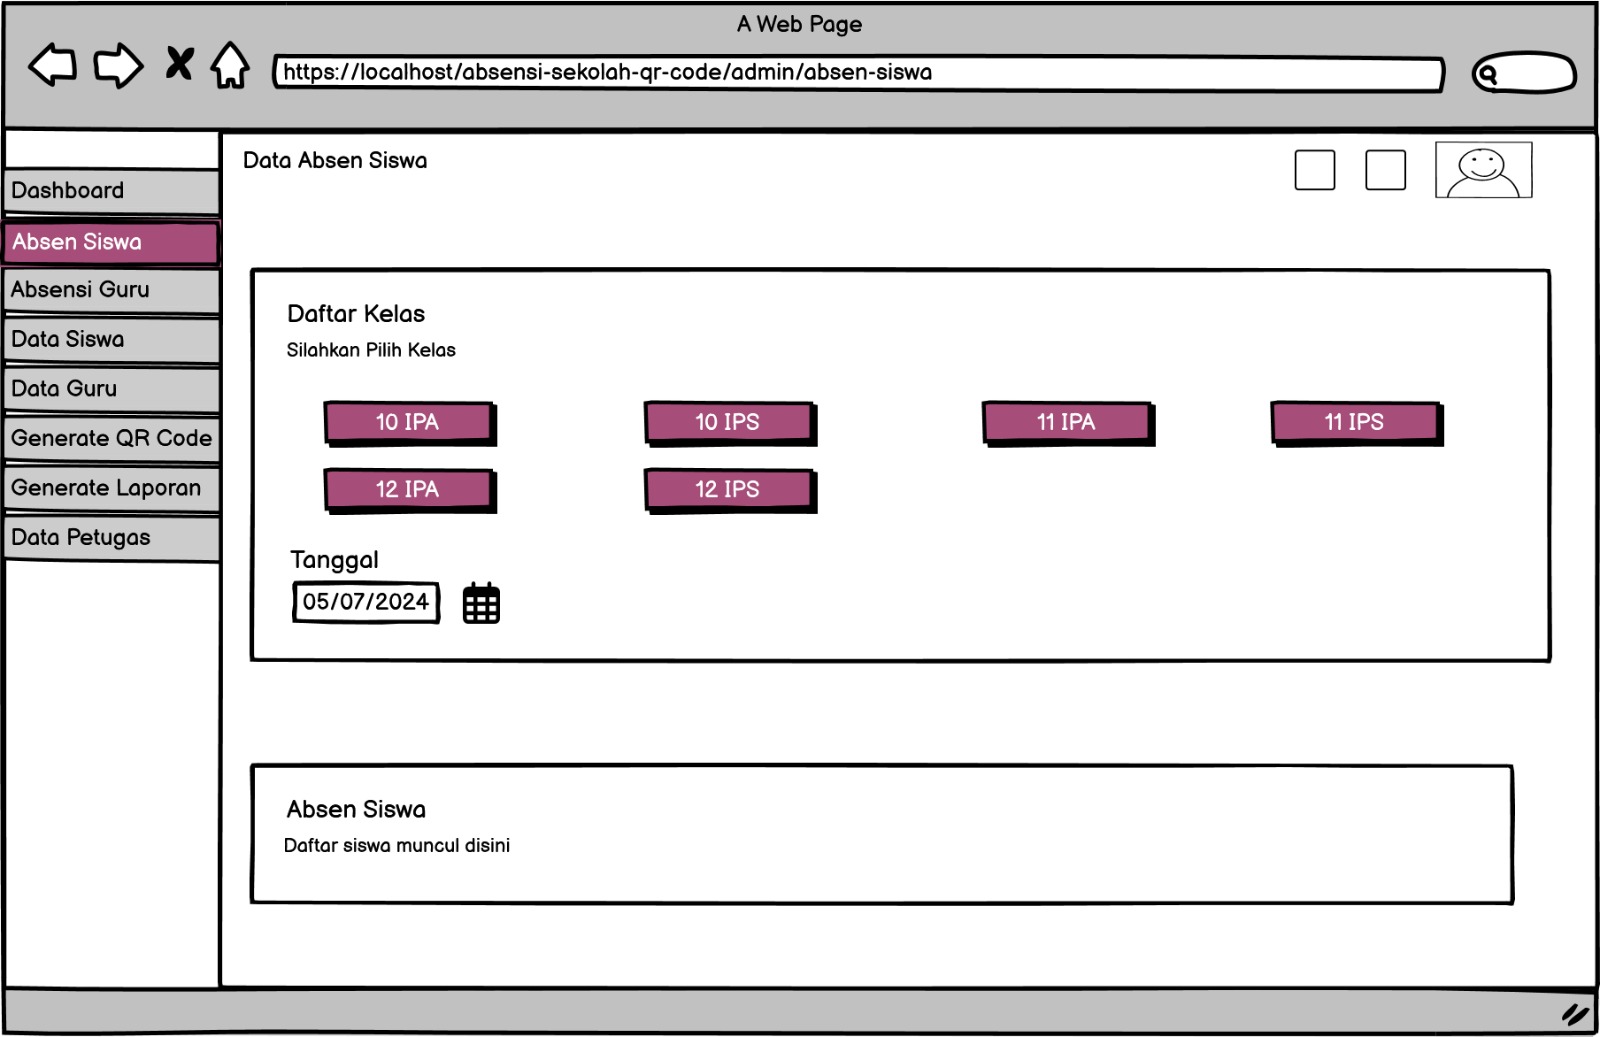 A Web Page
https://localhost/absensi-sekolah-qr-code/admin/absen-siswa
Dashboard
Absen Siswa
Absensi Guru
Data Siswa
Data Guru
Generate QR Code
Generate Laporan
Data Petugas
Data Absen Siswa
Daftar Kelas
Silahkan Pilih Kelas
10 IPA
10 IPS
11 IPA
11 IPS
12 IPA
12 IPS
Tanggal
05/07/2024
Absen Siswa
Daftar siswa muncul disini